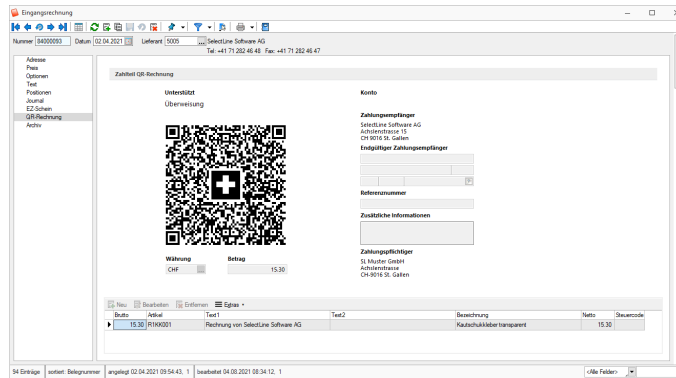 Eingangsrechnung
Nummer 84000093 Datum 02.04.2021 Lieferant 5005 ... SelectLine Software AG
Tel: +41 71 282 46 48 Fax: +41 71 282 46 47
Adresse
Preis
Optionen
Text
Positionen
Journal
EZ-Schein
QR-Rechnung
Archiv
Zahlteil QR-Rechnung
Unterstützt
Überweisung
Währung Betrag
CHF 15.30
Konto
Zahlungsempfänger
SelectLine Software AG
Achslenstrasse 15
CH 9016 St. Gallen
Endgültiger Zahlungsempfänger
Referenznummer
Zusätzliche Informationen
Zahlungspflichtiger
SL Muster GmbH
Achslenstrasse
CH-9016 St. Gallen
Neu Bearbeiten Entfernen Extras
Brutto Artikel Text1 Text2 Bezeichnung Netto Steuercode
15.30 R1KK001 Rechnung von SelectLine Software AG Kautschukkleber transparent 15.30
94 Einträge sortiert: Belegnummer angelegt 02.04.2021 09:54:43, 1 bearbeitet 04.08.2021 08:34:12, 1 <Alle Felder>